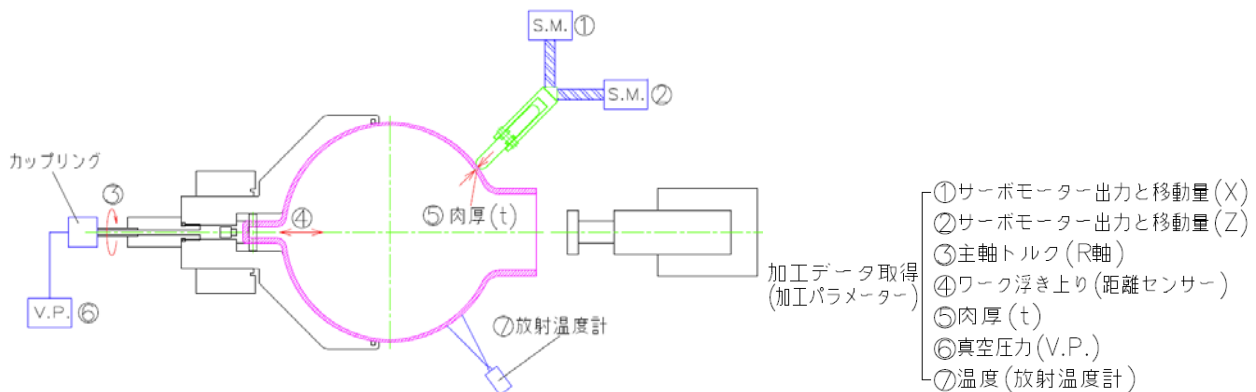 S.M. ①
S.M. ②
カップリング
③
④
⑤肉厚(t)
V.P. ⑥
⑦放射温度計
加工データ取得
(加工パラメーター)
①サーボモーター出力と移動量(X)
②サーボモーター出力と移動量(Z)
③主軸トルク(R軸)
④ワーク浮き上り(距離センサー)
⑤肉厚(t)
⑥真空圧力(V.P.)
⑦温度(放射温度計)